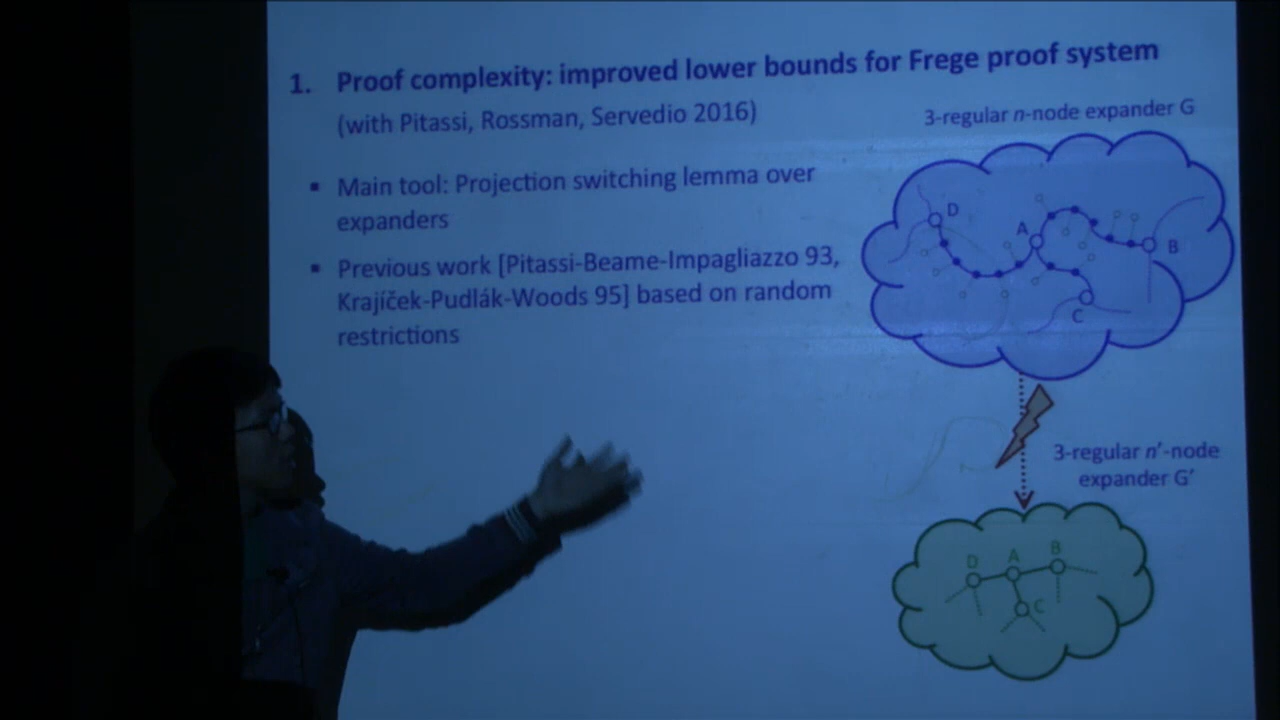 1. Proof complexity: improved lower bounds for Frege proof system
(with Pitassi, Rossman, Servedio 2016)
▪ Main tool: Projection switching lemma over
expanders
▪ Previous work [Pitassi-Beame-Impagliazzo 93,
Krajíček-Pudlák-Woods 95] based on random
restrictions
3-regular n-node expander G
D
A
B
C
3-regular n'-node
expander G'
D A B
C